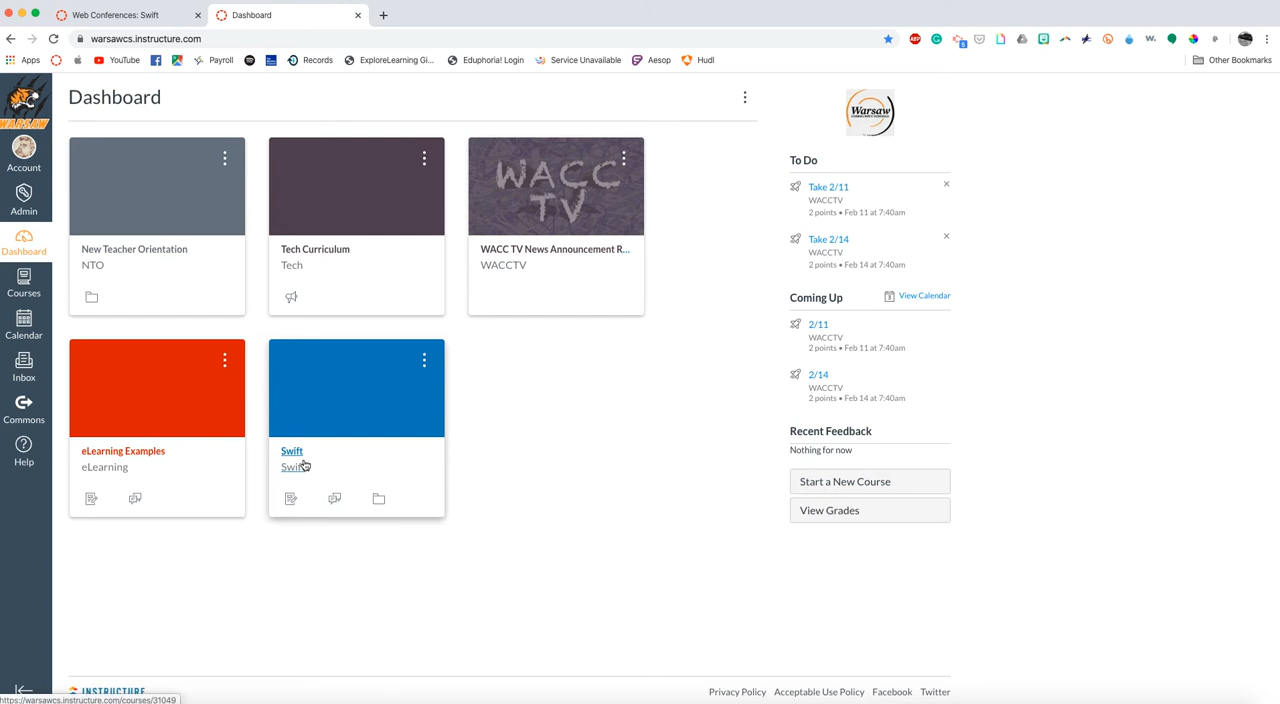 Web Conferences: Swift
Dashboard
warsawcs.instructure.com
Apps
YouTube
Payroll
Records
ExploreLearning Gi...
Eduphoria! Login
Service Unavailable
Aesop
Hudl
Other Bookmarks
WARSAW
Account
Admin
Dashboard
Courses
Calendar
Inbox
Commons
Help
Dashboard
New Teacher Orientation
NTO
Tech Curriculum
Tech
WACC TV
WACC TV News Announcement R...
WACCTV
eLearning Examples
eLearning
Swift
Swift
Warsaw
COMMUNITY SCHOOLS
To Do
Take 2/11
WACCTV
2 points • Feb 11 at 7:40am
Take 2/14
WACCTV
2 points • Feb 14 at 7:40am
Coming Up
View Calendar
2/11
WACCTV
2 points • Feb 11 at 7:40am
2/14
WACCTV
2 points • Feb 14 at 7:40am
Recent Feedback
Nothing for now
Start a New Course
View Grades
INSTRUCTURE
Privacy Policy Acceptable Use Policy Facebook Twitter
https://warsawcs.instructure.com/courses/31049